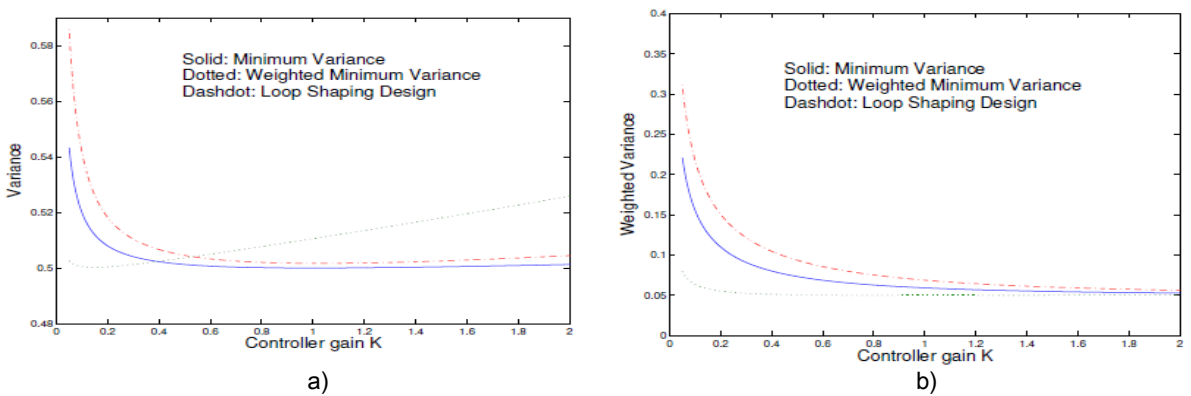 0.58
0.56
0.54
0.52
0.5
0.48
Variance
Solid: Minimum Variance
Dotted: Weighted Minimum Variance
Dashdot: Loop Shaping Design
0 0.2 0.4 0.6 0.8 1 1.2 1.4 1.6 1.8 2
Controller gain K
a)
0.4
0.35
0.3
0.25
0.2
0.15
0.1
0.05
0
Weighted Variance
Solid: Minimum Variance
Dotted: Weighted Minimum Variance
Dashdot: Loop Shaping Design
0 0.2 0.4 0.6 0.8 1 1.2 1.4 1.6 1.8 2
Controller gain K
b)